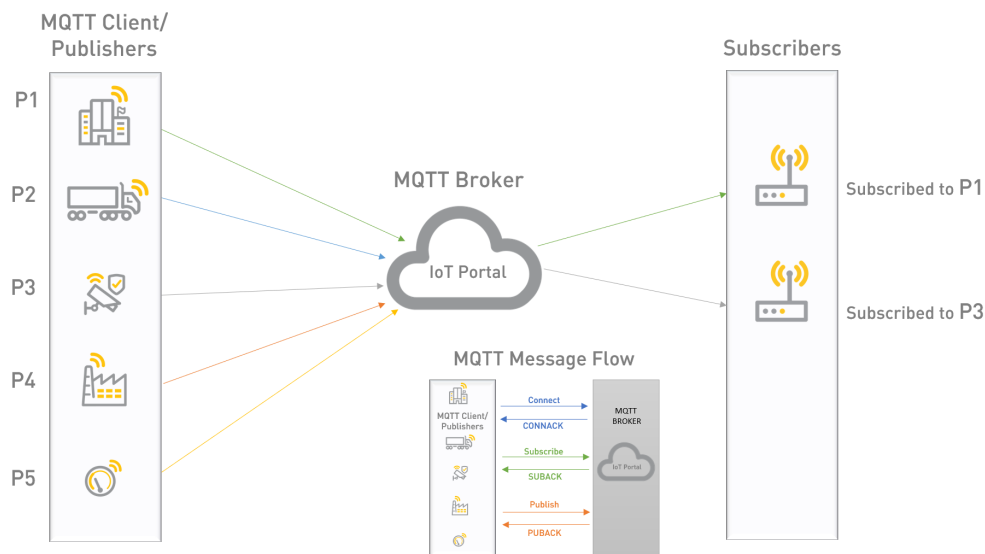 MQTT Client/
Publishers
Subscribers
P1
P2
P3
P4
P5
MQTT Broker
IoT Portal
Subscribed to P1
Subscribed to P3
MQTT Message Flow
MQTT Client/
Publishers
Connect
CONNACK
Subscribe
SUBACK
Publish
PUBACK
MQTT
BROKER
IoT Portal